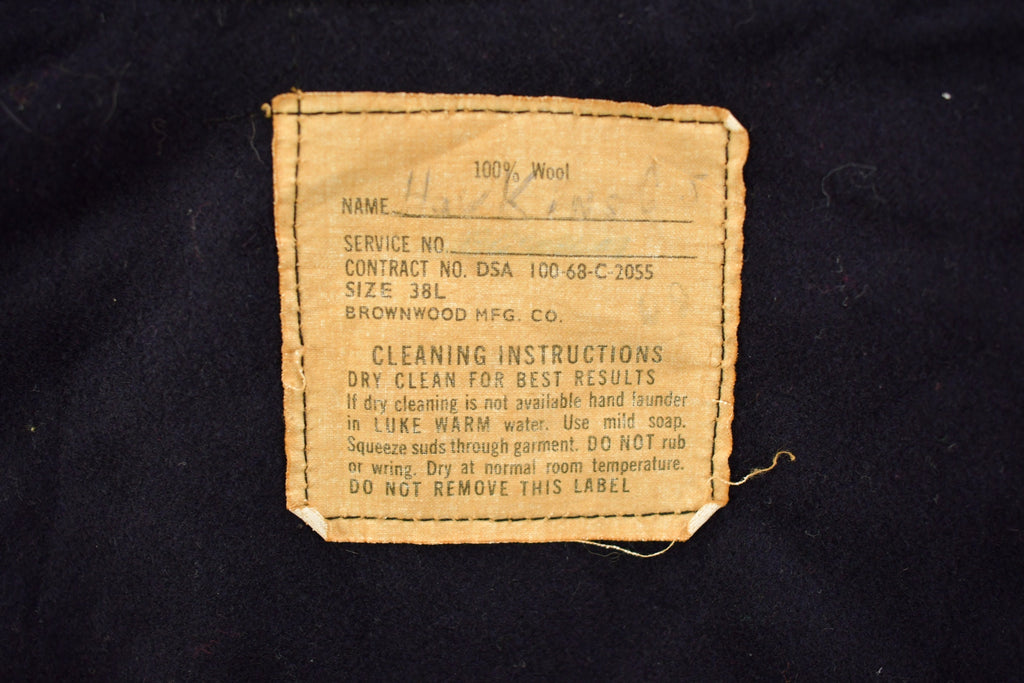 100% Wool
NAME Hawkins
SERVICE NO.
CONTRACT NO. DSA 100-68-C-2055
SIZE 38L
BROWNWOOD MFG. CO.
CLEANING INSTRUCTIONS
DRY CLEAN FOR BEST RESULTS
If dry cleaning is not available hand launder
in LUKE WARM water. Use mild soap.
Squeeze suds through garment. DO NOT rub
or wring. Dry at normal room temperature.
DO NOT REMOVE THIS LABEL